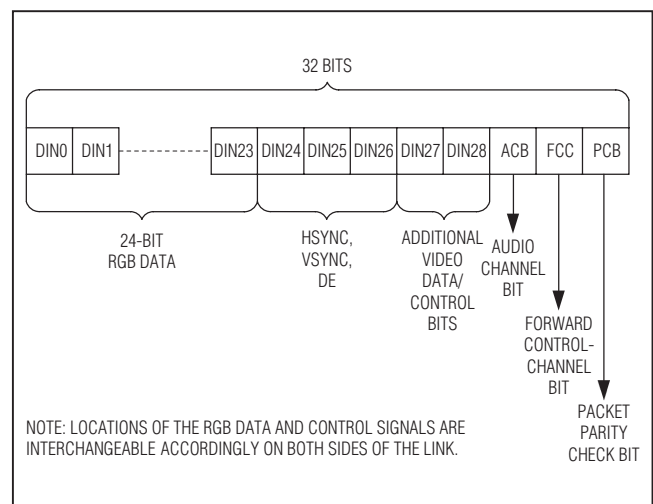 32 BITS
DIN0 DIN1 DIN23 DIN24 DIN25 DIN26 DIN27 DIN28 ACB FCC PCB
24-BIT
RGB DATA
HSYNC,
VSYNC,
DE
ADDITIONAL
VIDEO
DATA/
CONTROL
BITS
AUDIO
CHANNEL
BIT
FORWARD
CONTROL-
CHANNEL
BIT
PACKET
PARITY
CHECK BIT
NOTE: LOCATIONS OF THE RGB DATA AND CONTROL SIGNALS ARE
INTERCHANGEABLE ACCORDINGLY ON BOTH SIDES OF THE LINK.